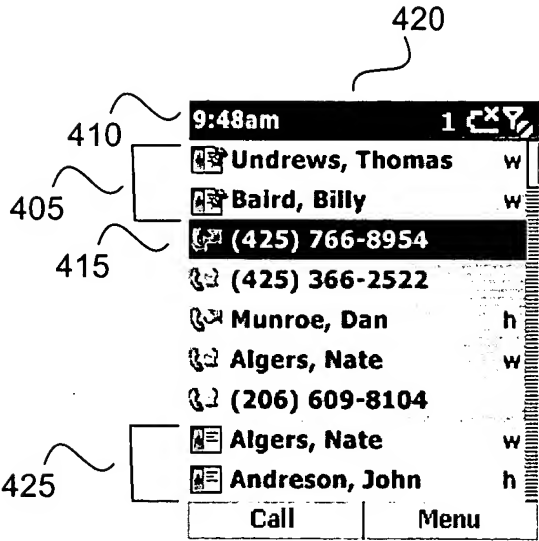 420
410
9:48am 1
Undrews, Thomas w
405
Baird, Billy w
415
(425) 766-8954
(425) 366-2522
Munroe, Dan h
Algers, Nate w
(206) 609-8104
425
Algers, Nate w
Andreson, John h
Call Menu